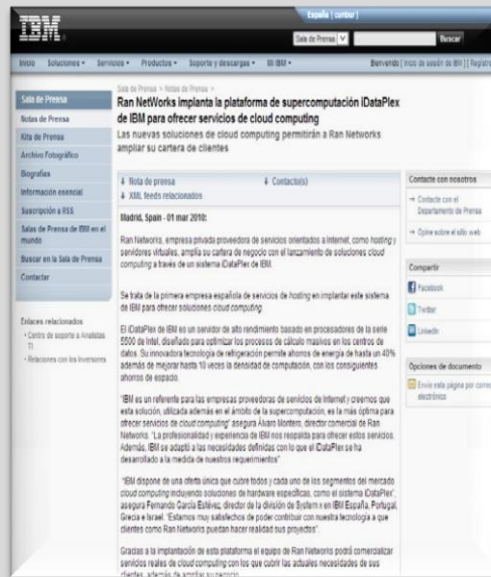 IBM
España [ cambiar ]
Sala de Prensa
Buscar
Inicio Soluciones Servicios Productos Soporte y descargas Mi IBM
Bienvenido [ Inicio de sesión de IBM ] [ Regístre
Sala de Prensa
Notas de Prensa
Kits de Prensa
Archivo Fotográfico
Biografías
Información esencial
Suscripción a RSS
Salas de Prensa de IBM en el
mundo
Buscar en la Sala de Prensa
Contactar
Enlaces relacionados
· Centro de soporte a Analistas
TI
· Relaciones con los Inversores
Sala de Prensa > Notas de Prensa >
Ran NetWorks implanta la plataforma de supercomputación iDataPlex
de IBM para ofrecer servicios de cloud computing
Las nuevas soluciones de cloud computing permitirán a Ran Networks
ampliar su cartera de clientes
Nota de prensa
Contacto(s)
XML feeds relacionados
Madrid, Spain - 01 mar 2010:
Ran Networks, empresa privada proveedora de servicios orientados a Internet, como hosting y
servidores virtuales, amplía su cartera de negocio con el lanzamiento de soluciones cloud
computing a través de un sistema iDataPlex de IBM.
Se trata de la primera empresa española de servicios de hosting en implantar este sistema
de IBM para ofrecer soluciones cloud computing.
El iDataPlex de IBM es un servidor de alto rendimiento basado en procesadores de la serie
5500 de Intel, diseñado para optimizar los procesos de cálculo masivos en los centros de
datos. Su innovadora tecnología de refrigeración permite ahorros de energía de hasta un 40%
además de mejorar hasta 10 veces la densidad de computación, con los consiguientes
ahorros de espacio.
"IBM es un referente para las empresas proveedoras de servicios de Internet y creemos que
esta solución, utilizada además en el ámbito de la supercomputación, es la más óptima para
ofrecer servicios de cloud computing" asegura Álvaro Montero, director comercial de Ran
Networks. "La profesionalidad y experiencia de IBM nos respalda para ofrecer estos servicios.
Además, IBM se adaptó a las necesidades definidas con lo que el iDataPlex se ha
desarrollado a la medida de nuestros requerimientos"
"IBM dispone de una oferta única que cubre todos y cada uno de los segmentos del mercado
cloud computing incluyendo soluciones de hardware específicas, como el sistema iDataPlex",
asegura Fernando García Estévez, director de la división de System x en IBM España, Portugal,
Grecia e Israel. "Estamos muy satisfechos de poder contribuir con nuestra tecnología a que
clientes como Ran Networks puedan hacer realidad sus proyectos".
Gracias a la implantación de esta plataforma el equipo de Ran Networks podrá comercializar
servicios reales de cloud computing con los que cubrir las actuales necesidades de sus
clientes, además de ampliar su negocio.
Contacte con nosotros
Contacte con el
Departamento de Prensa
Opine sobre el sitio web
Compartir
Facebook
Twitter
LinkedIn
Opciones de documento
Envíe esta página por correo
electrónico